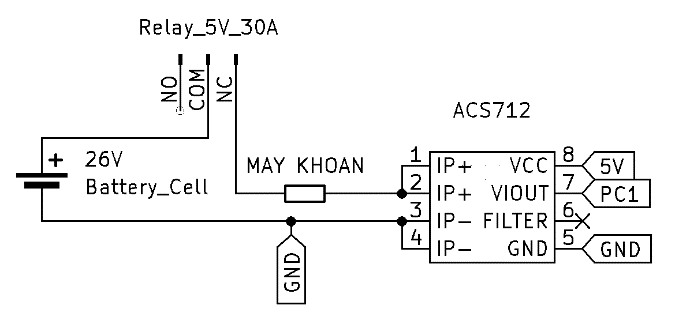 Relay_5V_30A
NO
COM
NC
ACS712
+
26V
Battery_Cell
MAY KHOAN
1
2
3
4
IP+
IP+
IP-
IP-
VCC
VIOUT
FILTER
GND
8
7
6
5
5V
PC1
GND
GND